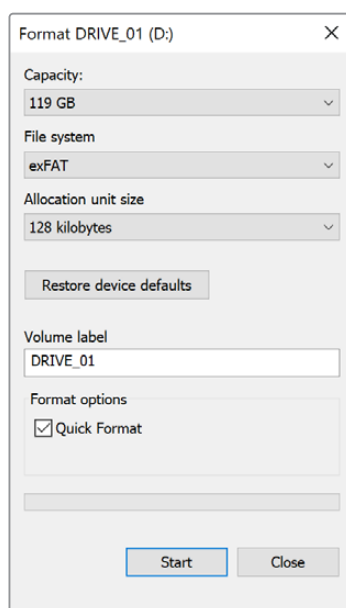 Format DRIVE_01 (D:)
Capacity:
119 GB
File system
exFAT
Allocation unit size
128 kilobytes
Restore device defaults
Volume label
DRIVE_01
Format options
Quick Format
Start Close